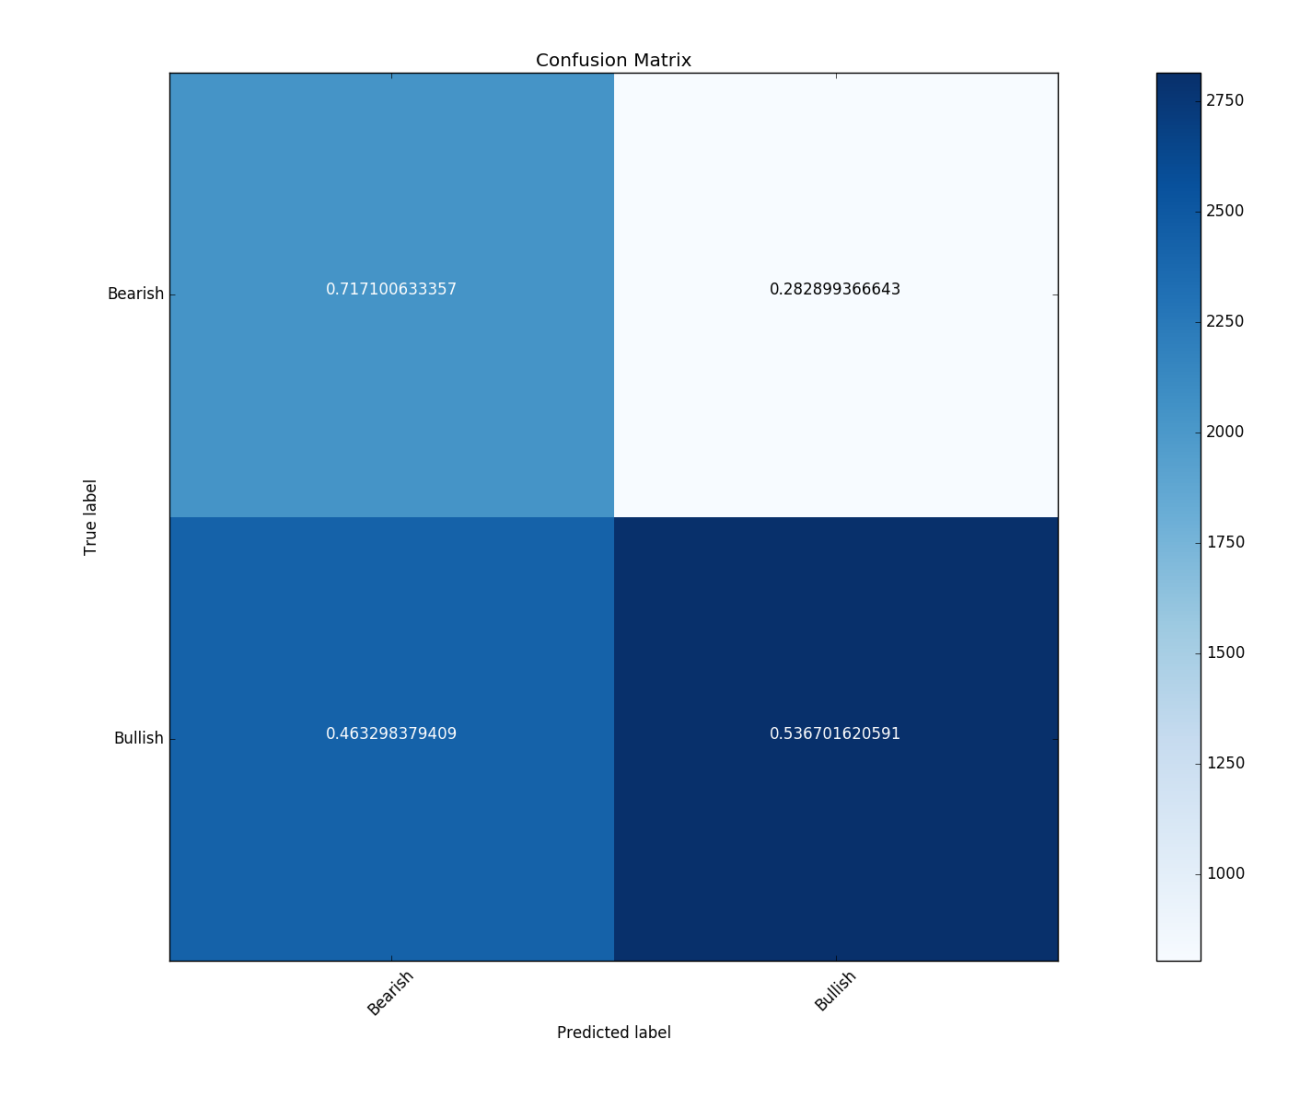 Confusion Matrix
Bearish
0.717100633357
0.282899366643
Bullish
0.463298379409
0.536701620591
True label
Bearish
Bullish
Predicted label
2750
2500
2250
2000
1750
1500
1250
1000